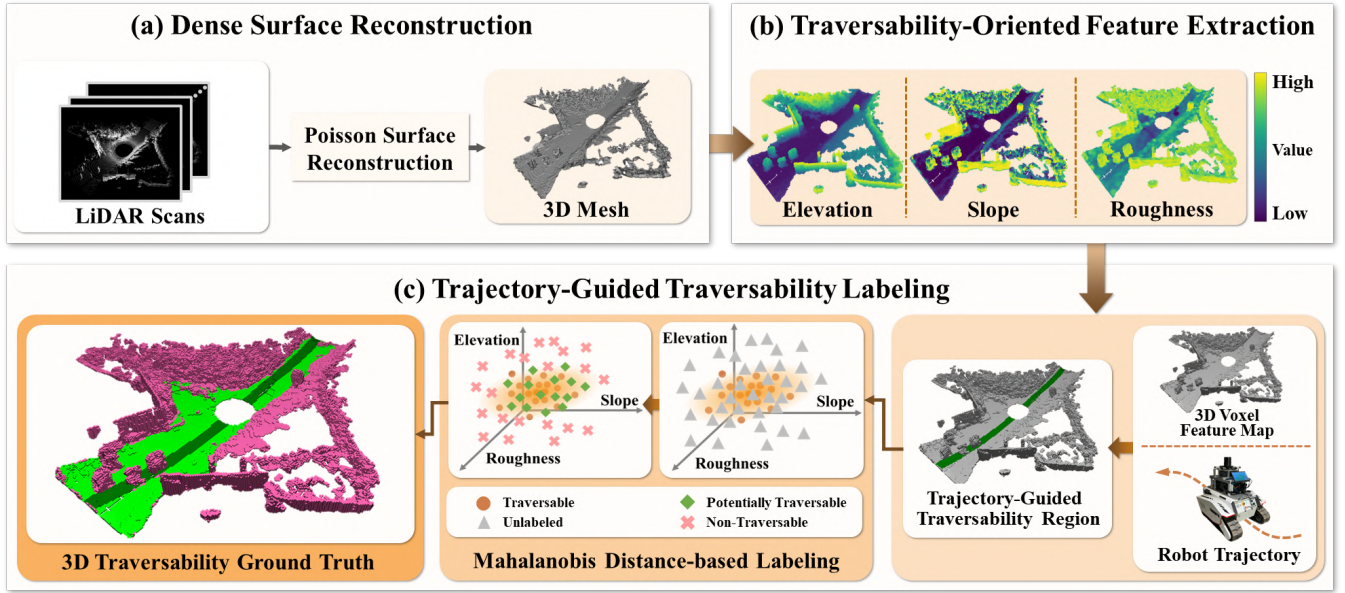 (a) Dense Surface Reconstruction
LiDAR Scans
Poisson Surface
Reconstruction
3D Mesh
(b) Traversability-Oriented Feature Extraction
Elevation
Slope
Roughness
High
Value
Low
(c) Trajectory-Guided Traversability Labeling
3D Traversability Ground Truth
Elevation
Slope
Roughness
Elevation
Slope
Roughness
Traversable
Potentially Traversable
Unlabeled
Non-Traversable
Mahalanobis Distance-based Labeling
Trajectory-Guided
Traversability Region
3D Voxel
Feature Map
Robot Trajectory